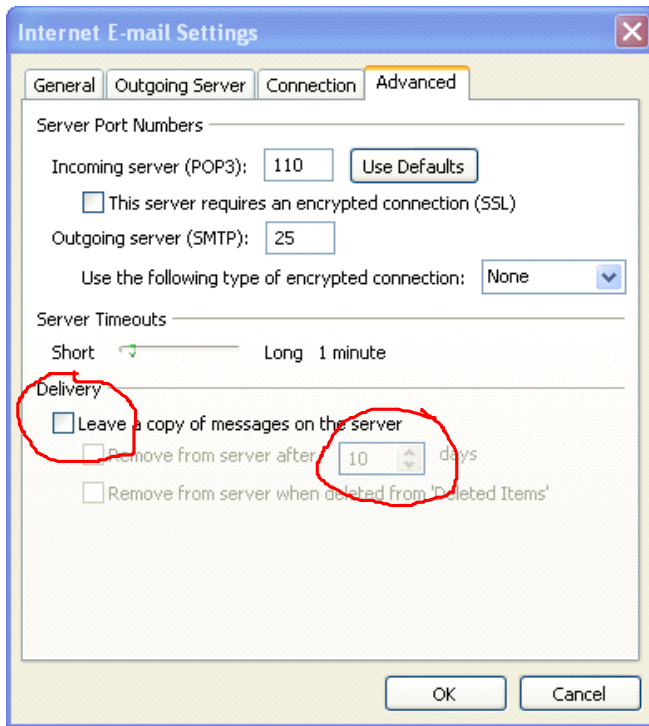 Internet E-mail Settings
General Outgoing Server Connection Advanced
Server Port Numbers
Incoming server (POP3): 110 Use Defaults
This server requires an encrypted connection (SSL)
Outgoing server (SMTP): 25
Use the following type of encrypted connection: None
Server Timeouts
Short Long 1 minute
Delivery
Leave a copy of messages on the server
Remove from server after 10 days
Remove from server when deleted from 'Deleted Items'
OK Cancel